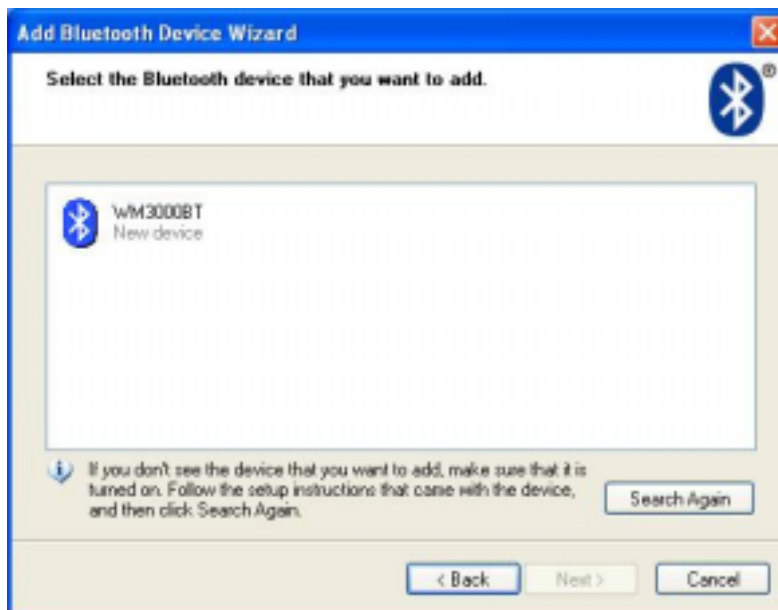 Add Bluetooth Device Wizard
Select the Bluetooth device that you want to add.
®
WM3000BT
New device
If you don't see the device that you want to add, make sure that it is
turned on. Follow the setup instructions that came with the device,
and then click Search Again.
Search Again
< Back
Next >
Cancel